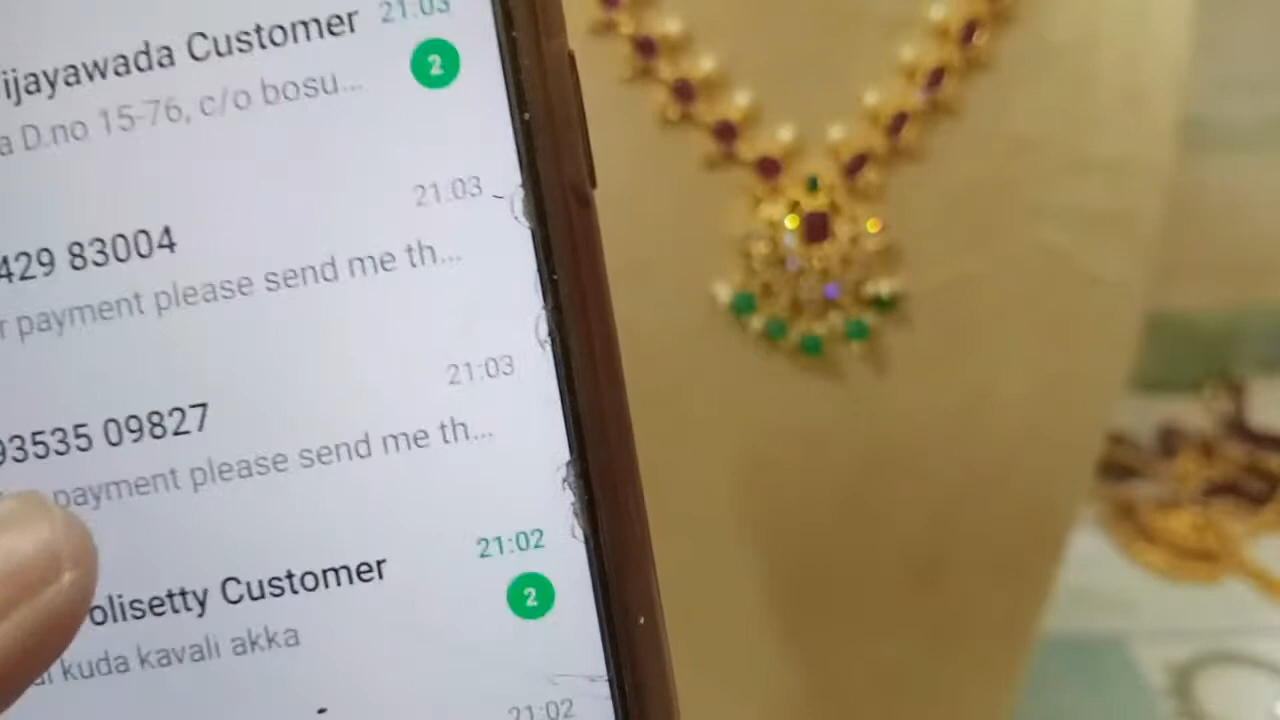 ijayawada Customer 21:03
a D.no 15-76, c/o bosu... 2
21:03
429 83004
r payment please send me th...
21:03
93535 09827
payment please send me th...
21:02
olisetty Customer 2
kuda kavali akka
21:02